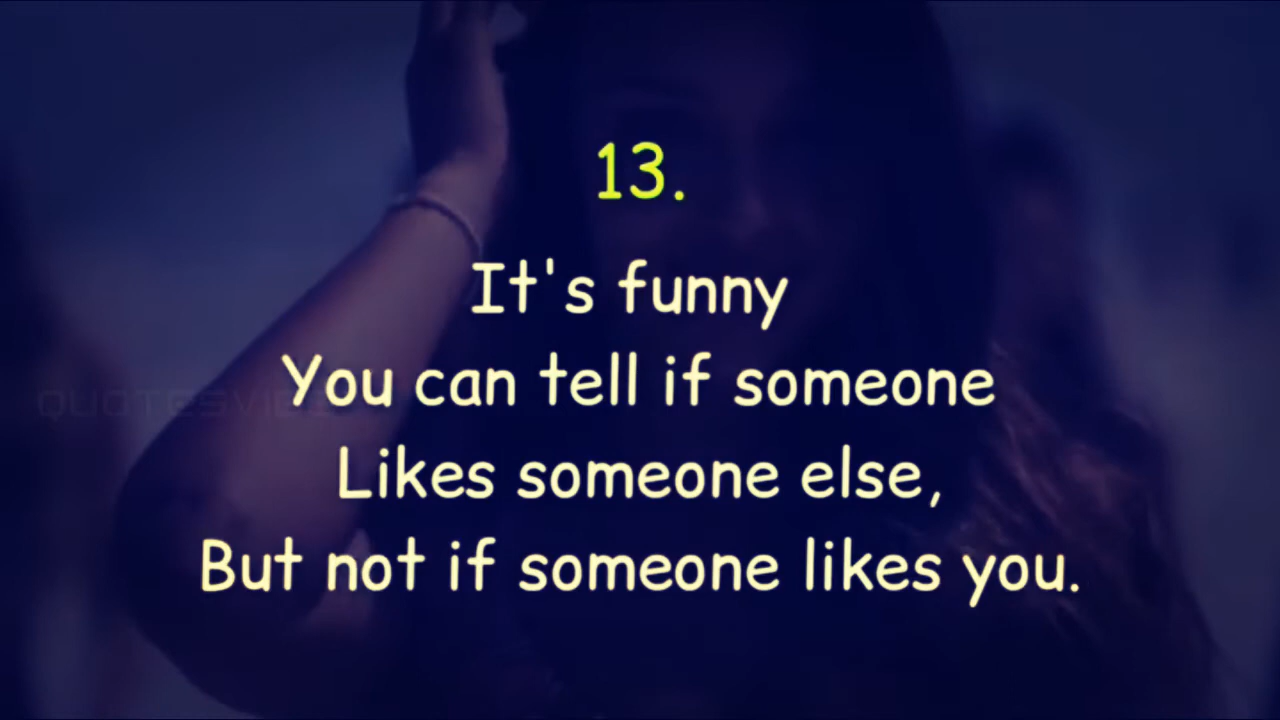 13.
It's funny
You can tell if someone
Likes someone else,
But not if someone likes you.